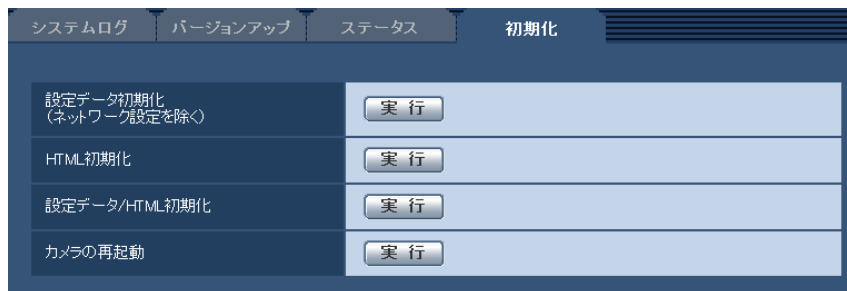 システムログ バージョンアップ ステータス 初期化
設定データ初期化
(ネットワーク設定を除く)
実 行
HTML初期化
実 行
設定データ/HTML初期化
実 行
カメラの再起動
実 行